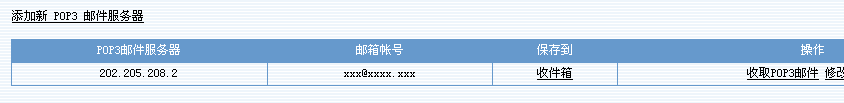 添加新 POP3 邮件服务器
POP3邮件服务器 邮箱帐号 保存到 操作
202.205.208.2 xxx@xxxx.xxx 收件箱 收取POP3邮件 修改